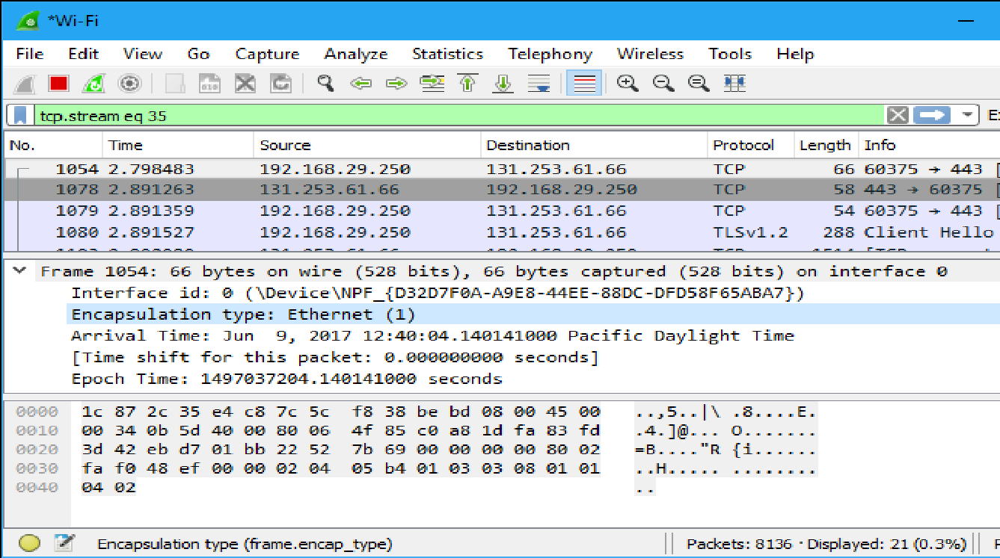 *Wi-Fi
File Edit View Go Capture Analyze Statistics Telephony Wireless Tools Help
tcp.stream eq 35
No. Time Source Destination Protocol Length Info
1054 2.798483 192.168.29.250 131.253.61.66 TCP 66 60375 → 443 [
1078 2.891263 131.253.61.66 192.168.29.250 TCP 58 443 → 60375 [
1079 2.891359 192.168.29.250 131.253.61.66 TCP 54 60375 → 443 [
1080 2.891527 192.168.29.250 131.253.61.66 TLSv1.2 288 Client Hello
Frame 1054: 66 bytes on wire (528 bits), 66 bytes captured (528 bits) on interface 0
Interface id: 0 (\Device\NPF_{D32D7F0A-A9E8-44EE-88DC-DFD58F65ABA7})
Encapsulation type: Ethernet (1)
Arrival Time: Jun  9, 2017 12:40:04.140141000 Pacific Daylight Time
[Time shift for this packet: 0.000000000 seconds]
Epoch Time: 1497037204.140141000 seconds
0000 1c 87 2c 35 e4 c8 7c 5c f8 38 be bd 08 00 45 00 ..,5..|\ .8....E.
0010 00 34 0b 5d 40 00 80 06 4f 85 c0 a8 1d fa 83 fd .4.]@... O.......
0020 3d 42 eb d7 01 bb 22 52 7b 69 00 00 00 00 80 02 =B...."R {i......
0030 fa f0 48 ef 00 00 02 04 05 b4 01 03 03 08 01 01 ..H..... ........
0040 04 02 ..
Encapsulation type (frame.encap_type) Packets: 8136 · Displayed: 21 (0.3%)